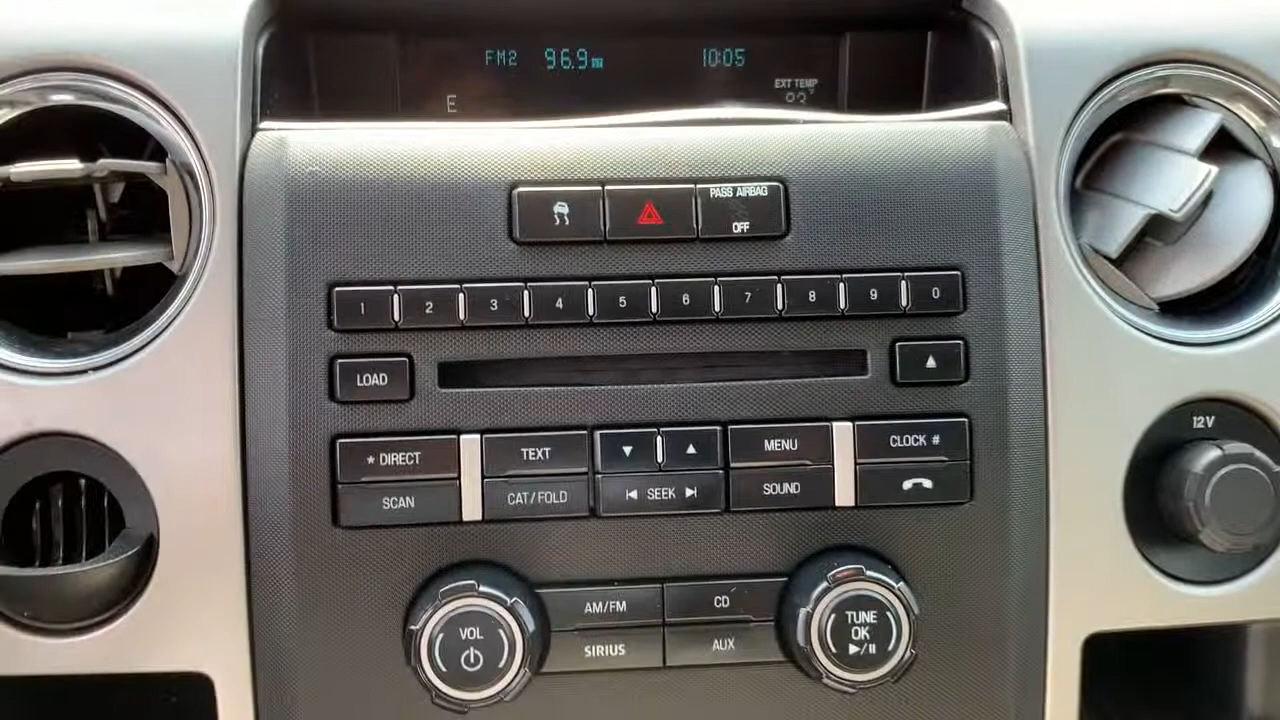 FM2 96.9 10:05
EXT TEMP
E
PASS AIRBAG
OFF
1 2 3 4 5 6 7 8 9 0
LOAD
* DIRECT TEXT MENU CLOCK #
SCAN CAT/FOLD SEEK SOUND
12V
AM/FM CD
SIRIUS AUX
VOL
TUNE
OK